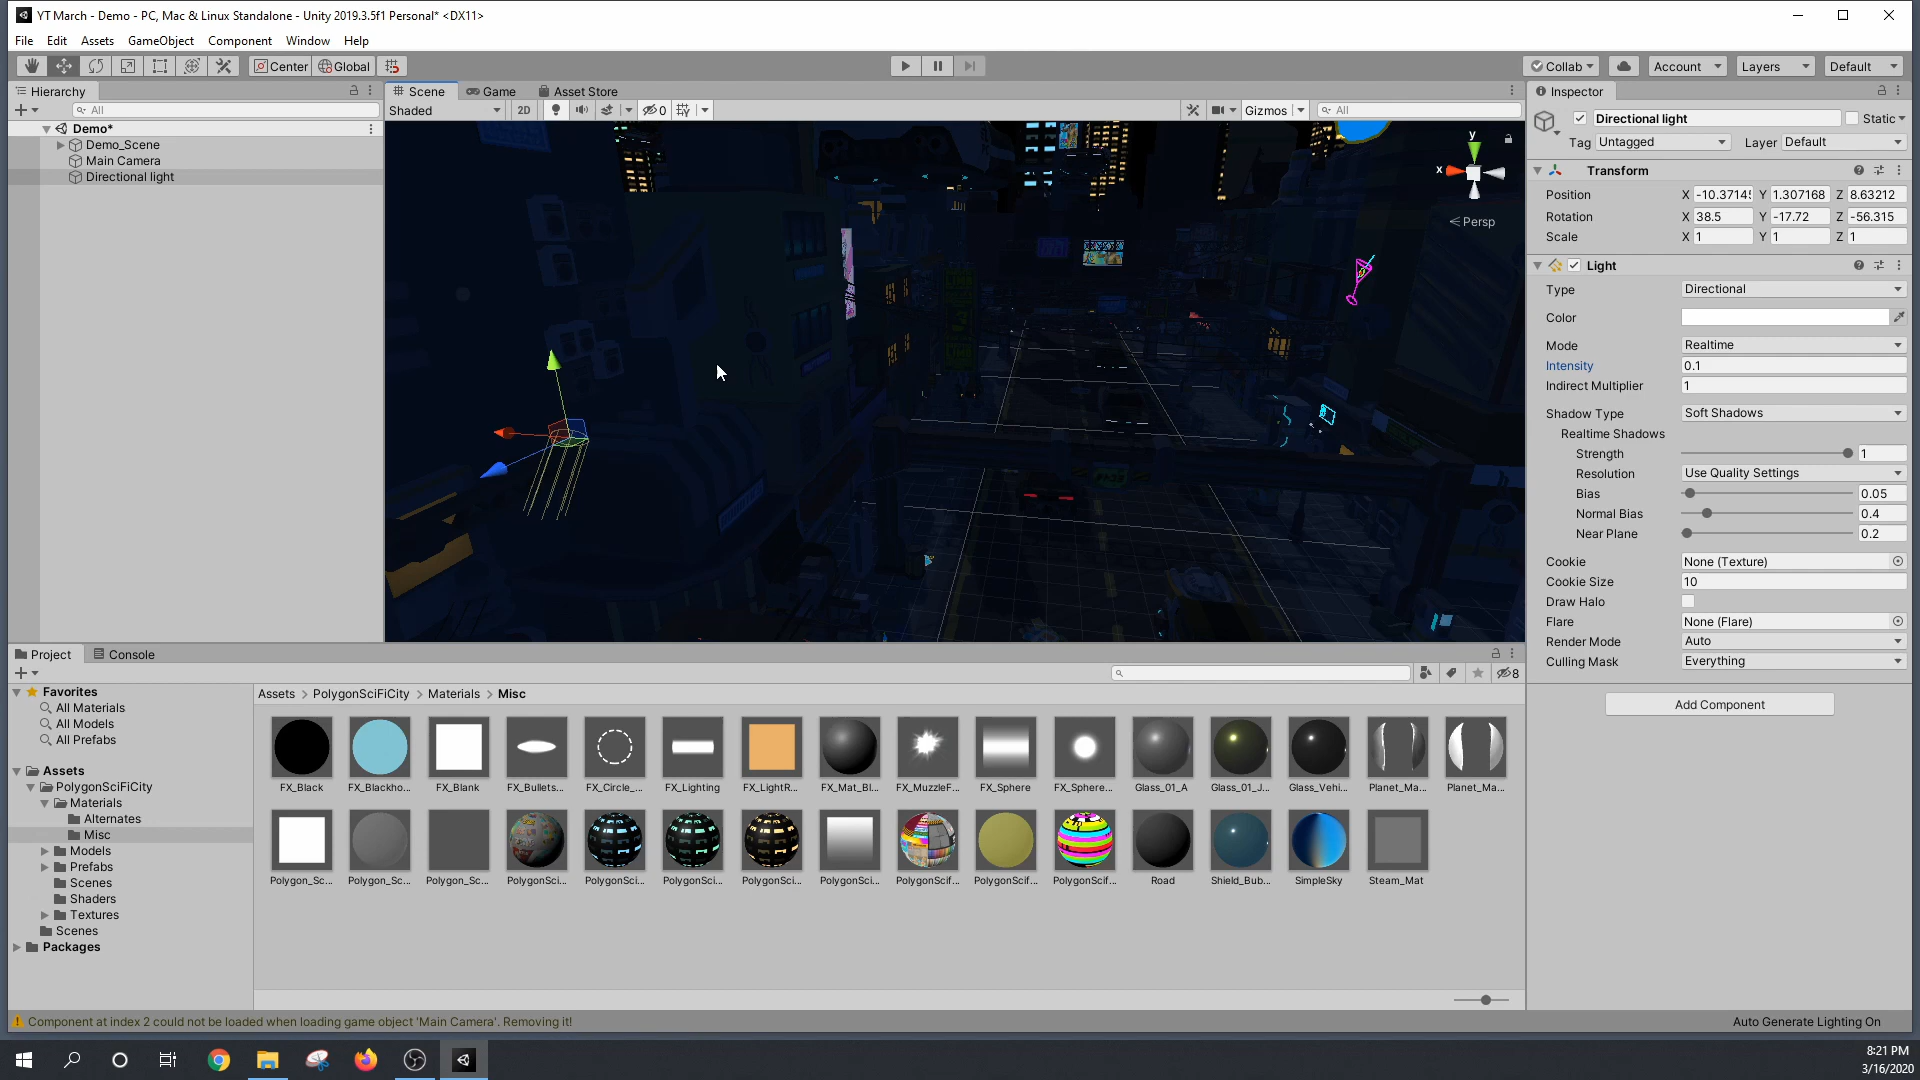 YT March - Demo - PC, Mac & Linux Standalone - Unity 2019.3.5f1 Personal* <DX11>
File Edit Assets GameObject Component Window Help
Center Global Collab Account Layers Default
Hierarchy
All
Demo*
Demo_Scene
Main Camera
Directional light
Scene Game Asset Store
Shaded 2D 0 Gizmos All
y
x
Persp
Inspector
Directional light Static
Tag Untagged Layer Default
Transform
Position X -10.3714 Y 1.307168 Z 8.63212
Rotation X 38.5 Y -17.72 Z -56.315
Scale X 1 Y 1 Z 1
Light
Type Directional
Color
Mode Realtime
Intensity 0.1
Indirect Multiplier 1
Shadow Type Soft Shadows
Realtime Shadows
Strength 1
Resolution Use Quality Settings
Bias 0.05
Normal Bias 0.4
Near Plane 0.2
Cookie None (Texture)
Cookie Size 10
Draw Halo
Flare None (Flare)
Render Mode Auto
Culling Mask Everything
Add Component
Project Console
8
Favorites
All Materials
All Models
All Prefabs
Assets
PolygonSciFiCity
Materials
Alternates
Misc
Models
Prefabs
Scenes
Shaders
Textures
Scenes
Packages
Assets > PolygonSciFiCity > Materials > Misc
FX_Black FX_Blackho... FX_Blank FX_Bullets... FX_Circle_... FX_Lighting FX_LightR... FX_Mat_Bl... FX_MuzzleF... FX_Sphere FX_Sphere... Glass_01_A Glass_01_J... Glass_Vehi... Planet_Ma... Planet_Ma...
Polygon_Sc... Polygon_Sc... Polygon_Sc... PolygonSci... PolygonSci... PolygonSci... PolygonSci... PolygonSci... PolygonScif... PolygonScif... PolygonScif... Road Shield_Bub... SimpleSky Steam_Mat
Component at index 2 could not be loaded when loading game object 'Main Camera'. Removing it!
Auto Generate Lighting On
8:21 PM
3/16/2020